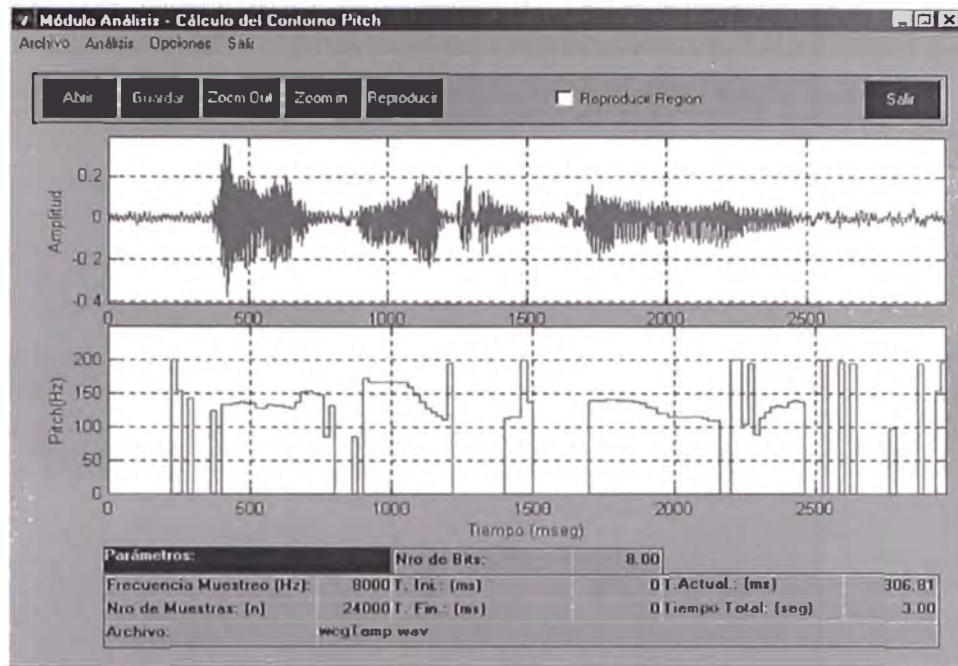 Módulo Análisis - Cálculo del Contorno Pitch
Archivo Análisis Opciones Salir
Abrir Guardar Zoom Out Zoom in Reproducir Reproducir Region Salir
Amplitud
0.2
0
-0.2
-0.4
0 500 1000 1500 2000 2500
Pitch(Hz)
200
150
100
50
0
0 500 1000 1500 2000 2500
Tiempo (mseg)
Parámetros: Nro de Bits: 8.00
Frecuencia Muestreo (Hz): 8000 T. Ini.: (ms) 0 T.Actual.: (ms) 306.81
Nro de Muestras: (n) 24000 T. Fin.: (ms) 0 Tiempo Total: (seg) 3.00
Archivo: wcgTamp wav